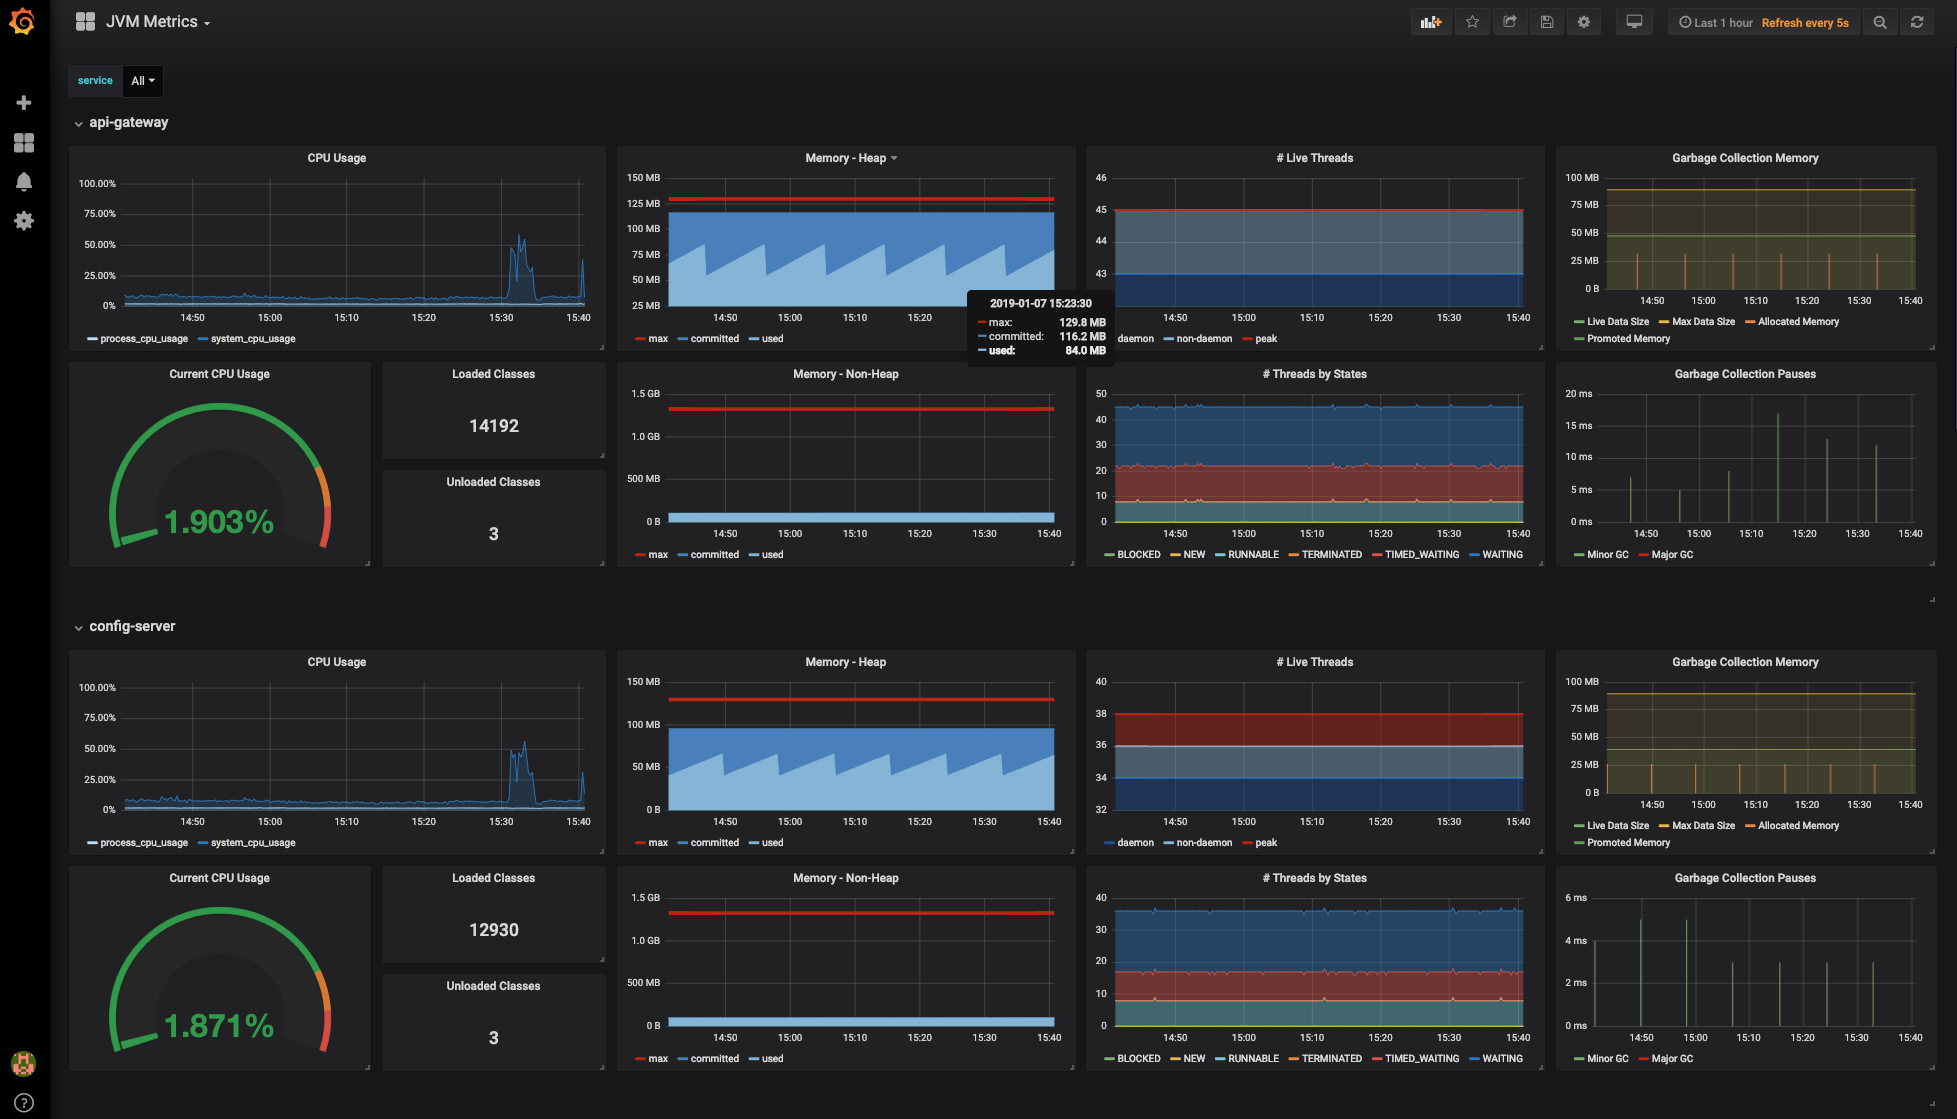 JVM Metrics
Last 1 hour Refresh every 5s
service All
api-gateway
CPU Usage
100.00%
75.00%
50.00%
25.00%
0%
14:50 15:00 15:10 15:20 15:30 15:40
process_cpu_usage system_cpu_usage
Memory - Heap
150 MB
125 MB
100 MB
75 MB
50 MB
25 MB
14:50 15:00 15:10 15:20
max committed used
2019-01-07 15:23:30
max: 129.8 MB
committed: 116.2 MB
used: 84.0 MB
# Live Threads
46
45
44
43
14:50 15:00 15:10 15:20 15:30 15:40
daemon non-daemon peak
Garbage Collection Memory
100 MB
75 MB
50 MB
25 MB
0 B
14:50 15:00 15:10 15:20 15:30 15:40
Live Data Size Max Data Size Allocated Memory
Promoted Memory
Current CPU Usage
1.903%
Loaded Classes
14192
Unloaded Classes
3
Memory - Non-Heap
1.5 GB
1.0 GB
500 MB
0 B
14:50 15:00 15:10 15:20 15:30 15:40
max committed used
# Threads by States
50
40
30
20
10
0
14:50 15:00 15:10 15:20 15:30 15:40
BLOCKED NEW RUNNABLE TERMINATED TIMED_WAITING WAITING
Garbage Collection Pauses
20 ms
15 ms
10 ms
5 ms
0 ms
14:50 15:00 15:10 15:20 15:30 15:40
Minor GC Major GC
config-server
CPU Usage
100.00%
75.00%
50.00%
25.00%
0%
14:50 15:00 15:10 15:20 15:30 15:40
process_cpu_usage system_cpu_usage
Memory - Heap
150 MB
100 MB
50 MB
0 B
14:50 15:00 15:10 15:20 15:30 15:40
max committed used
# Live Threads
40
38
36
34
32
14:50 15:00 15:10 15:20 15:30 15:40
daemon non-daemon peak
Garbage Collection Memory
100 MB
75 MB
50 MB
25 MB
0 B
14:50 15:00 15:10 15:20 15:30 15:40
Live Data Size Max Data Size Allocated Memory
Promoted Memory
Current CPU Usage
1.871%
Loaded Classes
12930
Unloaded Classes
3
Memory - Non-Heap
1.5 GB
1.0 GB
500 MB
0 B
14:50 15:00 15:10 15:20 15:30 15:40
max committed used
# Threads by States
40
30
20
10
0
14:50 15:00 15:10 15:20 15:30 15:40
BLOCKED NEW RUNNABLE TERMINATED TIMED_WAITING WAITING
Garbage Collection Pauses
6 ms
4 ms
2 ms
0 ms
14:50 15:00 15:10 15:20 15:30 15:40
Minor GC Major GC